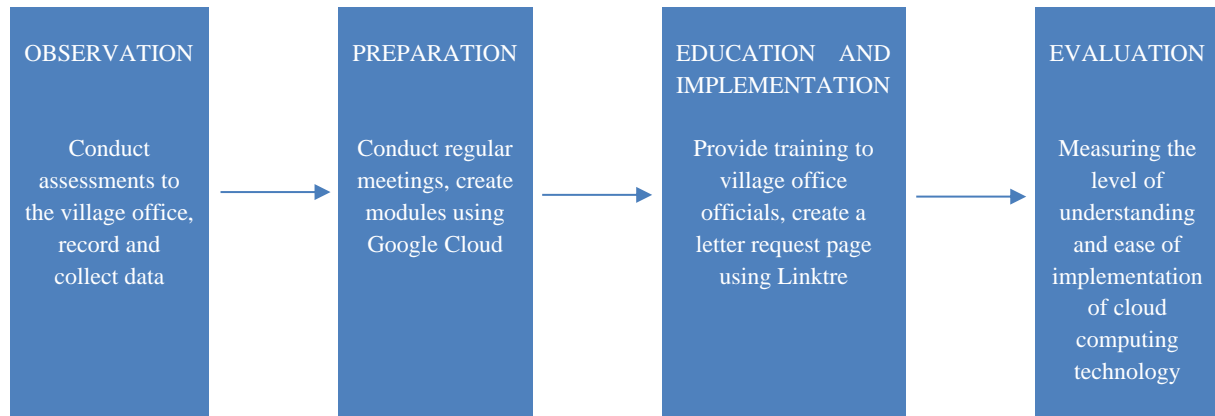 OBSERVATION
Conduct
assessments to
the village office,
record and
collect data
PREPARATION
Conduct regular
meetings, create
modules using
Google Cloud
EDUCATION AND
IMPLEMENTATION
Provide training to
village office
officials, create a
letter request page
using Linktre
EVALUATION
Measuring the
level of
understanding
and ease of
implementation
of cloud
computing
technology